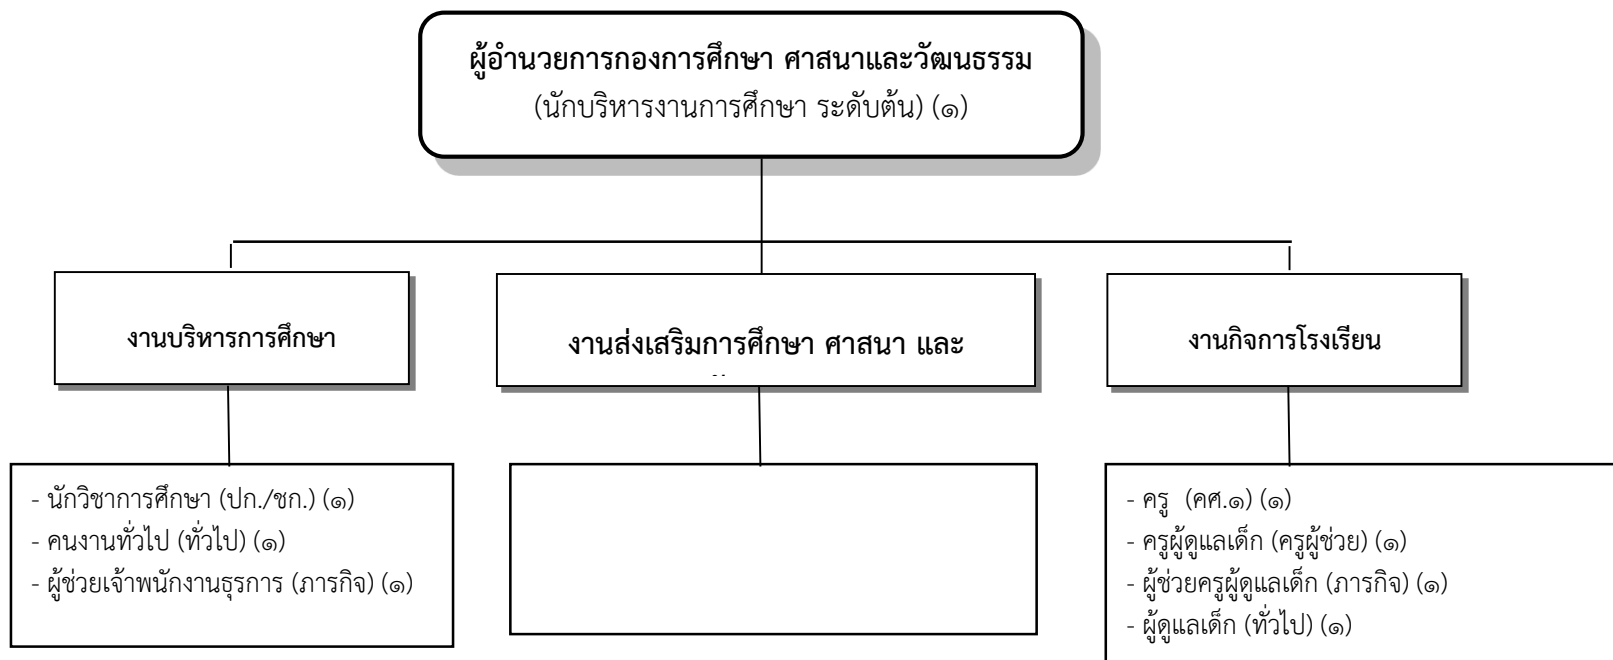 ผู้อำนวยการกองการศึกษา ศาสนาและวัฒนธรรม
(นักบริหารงานการศึกษา ระดับต้น) (๑)
งานบริหารการศึกษา
งานส่งเสริมการศึกษา ศาสนา และ
งานกิจการโรงเรียน
- นักวิชาการศึกษา (ปก./ชก.) (๑)
- คนงานทั่วไป (ทั่วไป) (๑)
- ผู้ช่วยเจ้าพนักงานธุรการ (ภารกิจ) (๑)
- ครู (คศ.๑) (๑)
- ครูผู้ดูแลเด็ก (ครูผู้ช่วย) (๑)
- ผู้ช่วยครูผู้ดูแลเด็ก (ภารกิจ) (๑)
- ผู้ดูแลเด็ก (ทั่วไป) (๑)